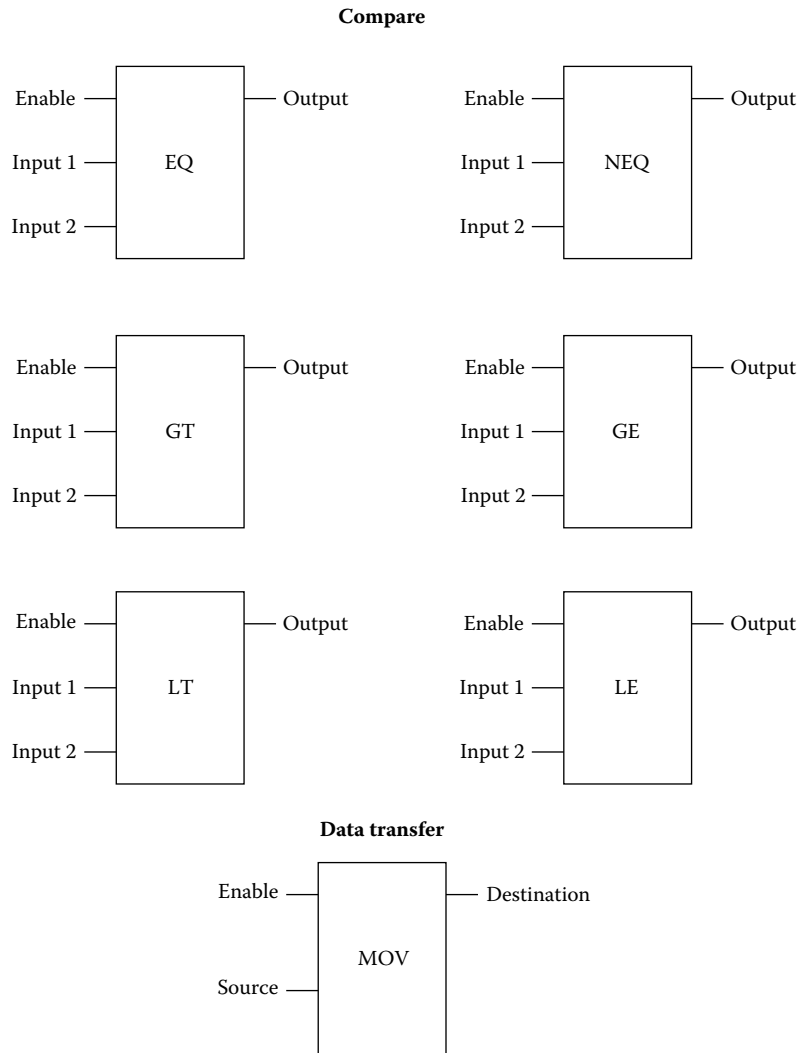 Compare
Enable Output Enable Output
Input 1 EQ Input 1 NEQ
Input 2 Input 2
Enable Output Enable Output
Input 1 GT Input 1 GE
Input 2 Input 2
Enable Output Enable Output
Input 1 LT Input 1 LE
Input 2 Input 2
Data transfer
Enable Destination
MOV
Source